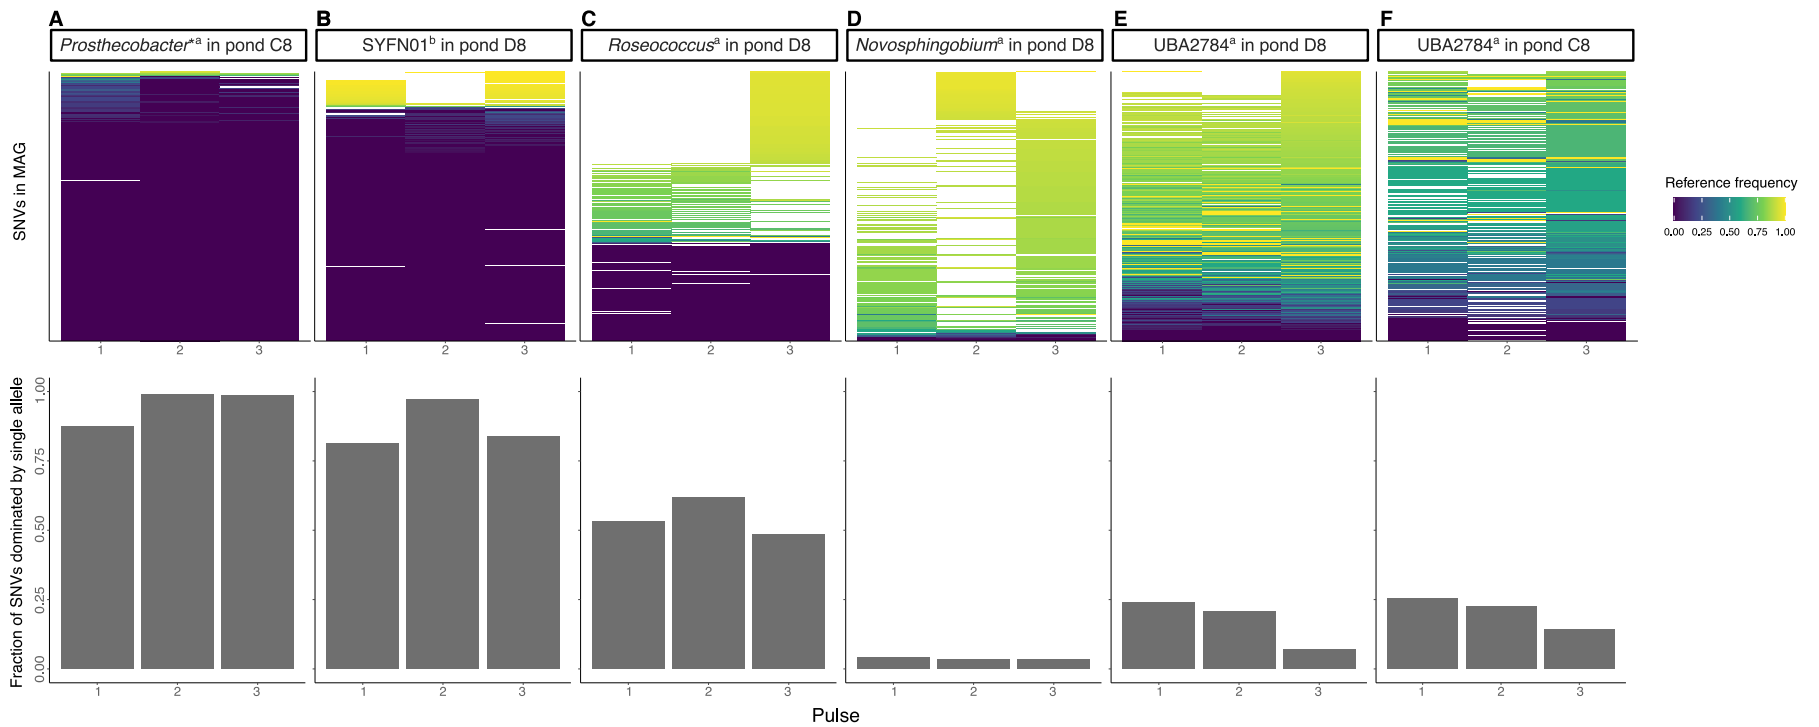 A B C D E F
Prosthecobacter*ᵃ in pond C8
SYFN01ᵇ in pond D8
Roseococcusᵃ in pond D8
Novosphingobiumᵃ in pond D8
UBA2784ᵃ in pond D8
UBA2784ᵃ in pond C8
SNVs in MAG
Reference frequency
0.00 0.25 0.50 0.75 1.00
1 2 3 1 2 3 1 2 3 1 2 3 1 2 3 1 2 3
Fraction of SNVs dominated by single allele
1.00
0.75
0.50
0.25
0.00
1 2 3 1 2 3 1 2 3 1 2 3 1 2 3 1 2 3
Pulse